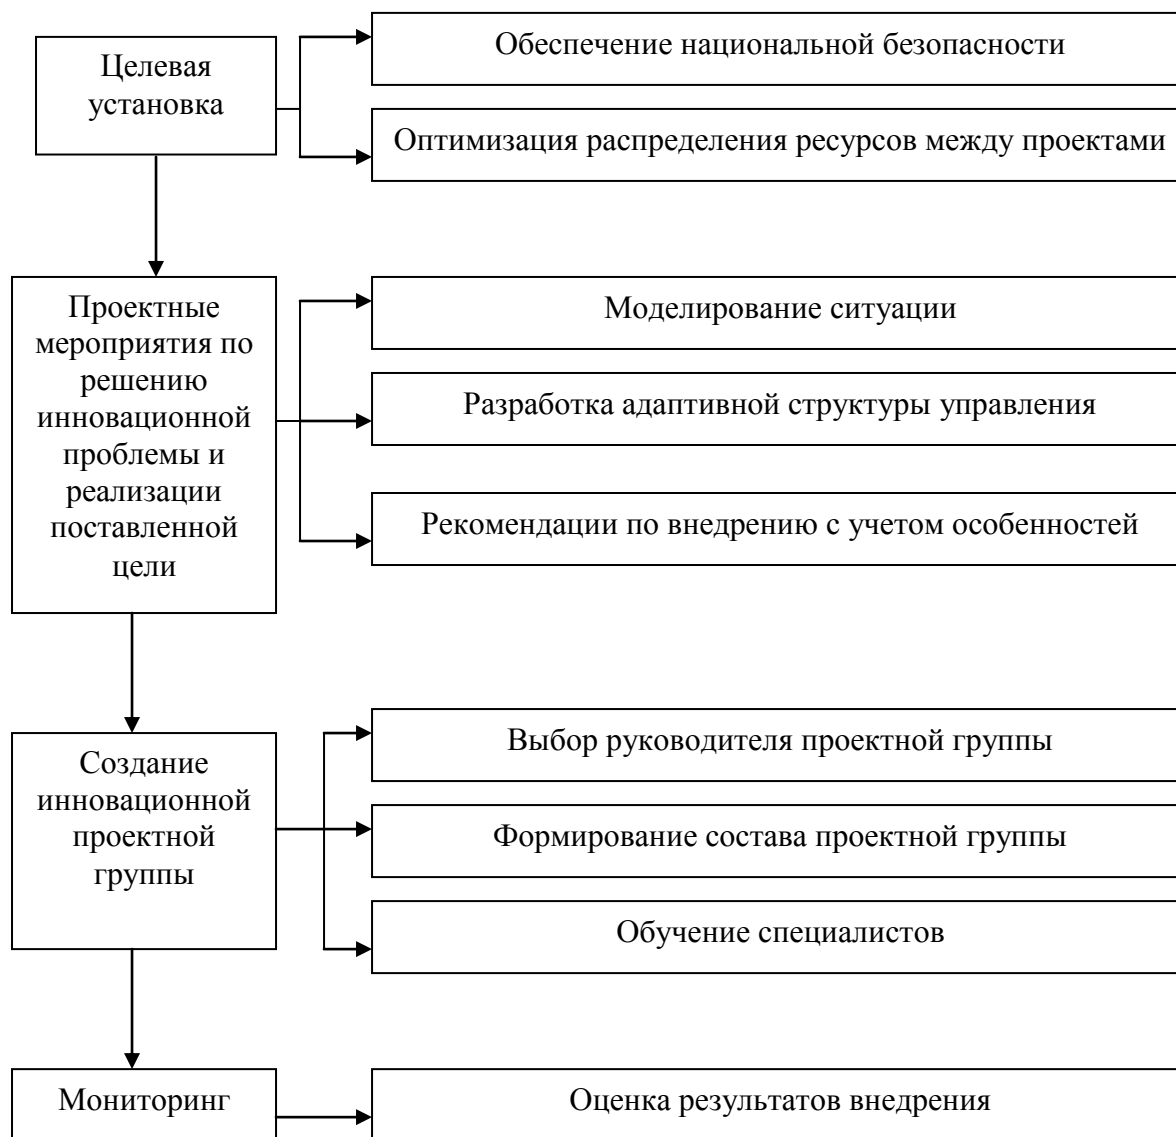 Целевая
установка
Обеспечение национальной безопасности
Оптимизация распределения ресурсов между проектами
Проектные
мероприятия по
решению
инновационной
проблемы и
реализации
поставленной
цели
Моделирование ситуации
Разработка адаптивной структуры управления
Рекомендации по внедрению с учетом особенностей
Создание
инновационной
проектной
группы
Выбор руководителя проектной группы
Формирование состава проектной группы
Обучение специалистов
Мониторинг
Оценка результатов внедрения